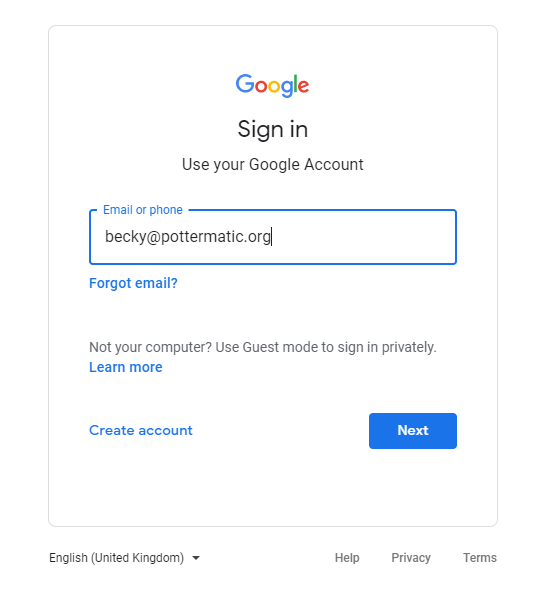 Google
Sign in
Use your Google Account
Email or phone
becky@pottermatic.org
Forgot email?
Not your computer? Use Guest mode to sign in privately.
Learn more
Create account
Next
English (United Kingdom)
Help
Privacy
Terms